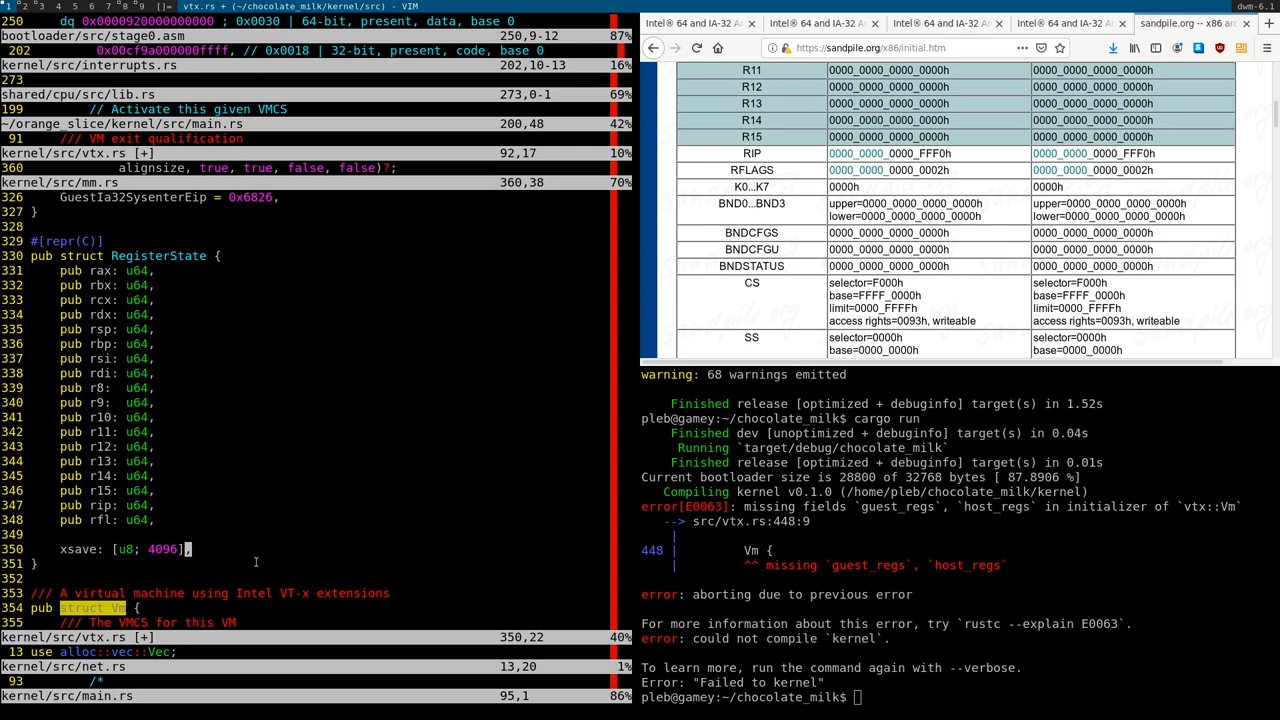 1 2 3 4 5 6 7 8 9 []= vtx.rs + (~/chocolate_milk/kernel/src) - VIM
dwm-6.1
250 dq 0x0000920000000000 ; 0x0030 | 64-bit, present, data, base 0
bootloader/src/stage0.asm 250,9-12 87%
202 0x00cf9a000000ffff, // 0x0018 | 32-bit, present, code, base 0
kernel/src/interrupts.rs 202,10-13 16%
273
shared/cpu/src/lib.rs 273,0-1 69%
199 // Activate this given VMCS
~/orange_slice/kernel/src/main.rs 200,48 42%
91 /// VM exit qualification
kernel/src/vtx.rs [+] 92,17 10%
360 alignsize, true, true, false, false)?;
kernel/src/mm.rs 360,38 70%
326 GuestIa32SysenterEip = 0x6826,
327 }
328
329 #[repr(C)]
330 pub struct RegisterState {
331 pub rax: u64,
332 pub rbx: u64,
333 pub rcx: u64,
334 pub rdx: u64,
335 pub rsp: u64,
336 pub rbp: u64,
337 pub rsi: u64,
338 pub rdi: u64,
339 pub r8: u64,
340 pub r9: u64,
341 pub r10: u64,
342 pub r11: u64,
343 pub r12: u64,
344 pub r13: u64,
345 pub r14: u64,
346 pub r15: u64,
347 pub rip: u64,
348 pub rfl: u64,
349
350 xsave: [u8; 4096],
351 }
352
353 /// A virtual machine using Intel VT-x extensions
354 pub struct Vm {
355 /// The VMCS for this VM
kernel/src/vtx.rs [+] 350,22 40%
13 use alloc::vec::Vec;
kernel/src/net.rs 13,20 1%
93 /*
kernel/src/main.rs 95,1 86%
Intel® 64 and IA-32 Ar Intel® 64 and IA-32 Ar Intel® 64 and IA-32 Ar Intel® 64 and IA-32 Ar sandpile.org -- x86 arc
https://sandpile.org/x86/initial.htm
R11 0000_0000_0000_0000h 0000_0000_0000_0000h
R12 0000_0000_0000_0000h 0000_0000_0000_0000h
R13 0000_0000_0000_0000h 0000_0000_0000_0000h
R14 0000_0000_0000_0000h 0000_0000_0000_0000h
R15 0000_0000_0000_0000h 0000_0000_0000_0000h
RIP 0000_0000_0000_FFF0h 0000_0000_0000_FFF0h
RFLAGS 0000_0000_0000_0002h 0000_0000_0000_0002h
K0...K7 0000h 0000h
BND0...BND3 upper=0000_0000_0000_0000h upper=0000_0000_0000_0000h
lower=0000_0000_0000_0000h lower=0000_0000_0000_0000h
BNDCFGS 0000_0000_0000_0000h 0000_0000_0000_0000h
BNDCFGU 0000_0000_0000_0000h 0000_0000_0000_0000h
BNDSTATUS 0000_0000_0000_0000h 0000_0000_0000_0000h
CS selector=F000h selector=F000h
base=FFFF_0000h base=FFFF_0000h
limit=0000_FFFFh limit=0000_FFFFh
access rights=0093h, writeable access rights=0093h, writeable
SS selector=0000h selector=0000h
base=0000_0000h base=0000_0000h
warning: 68 warnings emitted
Finished release [optimized + debuginfo] target(s) in 1.52s
pleb@gamey:~/chocolate_milk$ cargo run
Finished dev [unoptimized + debuginfo] target(s) in 0.04s
Running `target/debug/chocolate_milk`
Finished release [optimized + debuginfo] target(s) in 0.01s
Current bootloader size is 28800 of 32768 bytes [ 87.8906 %]
Compiling kernel v0.1.0 (/home/pleb/chocolate_milk/kernel)
error[E0063]: missing fields `guest_regs`, `host_regs` in initializer of `vtx::Vm`
--> src/vtx.rs:448:9
|
448 | Vm {
| ^^ missing `guest_regs`, `host_regs`
error: aborting due to previous error
For more information about this error, try `rustc --explain E0063`.
error: could not compile `kernel`.
To learn more, run the command again with --verbose.
Error: "Failed to kernel"
pleb@gamey:~/chocolate_milk$